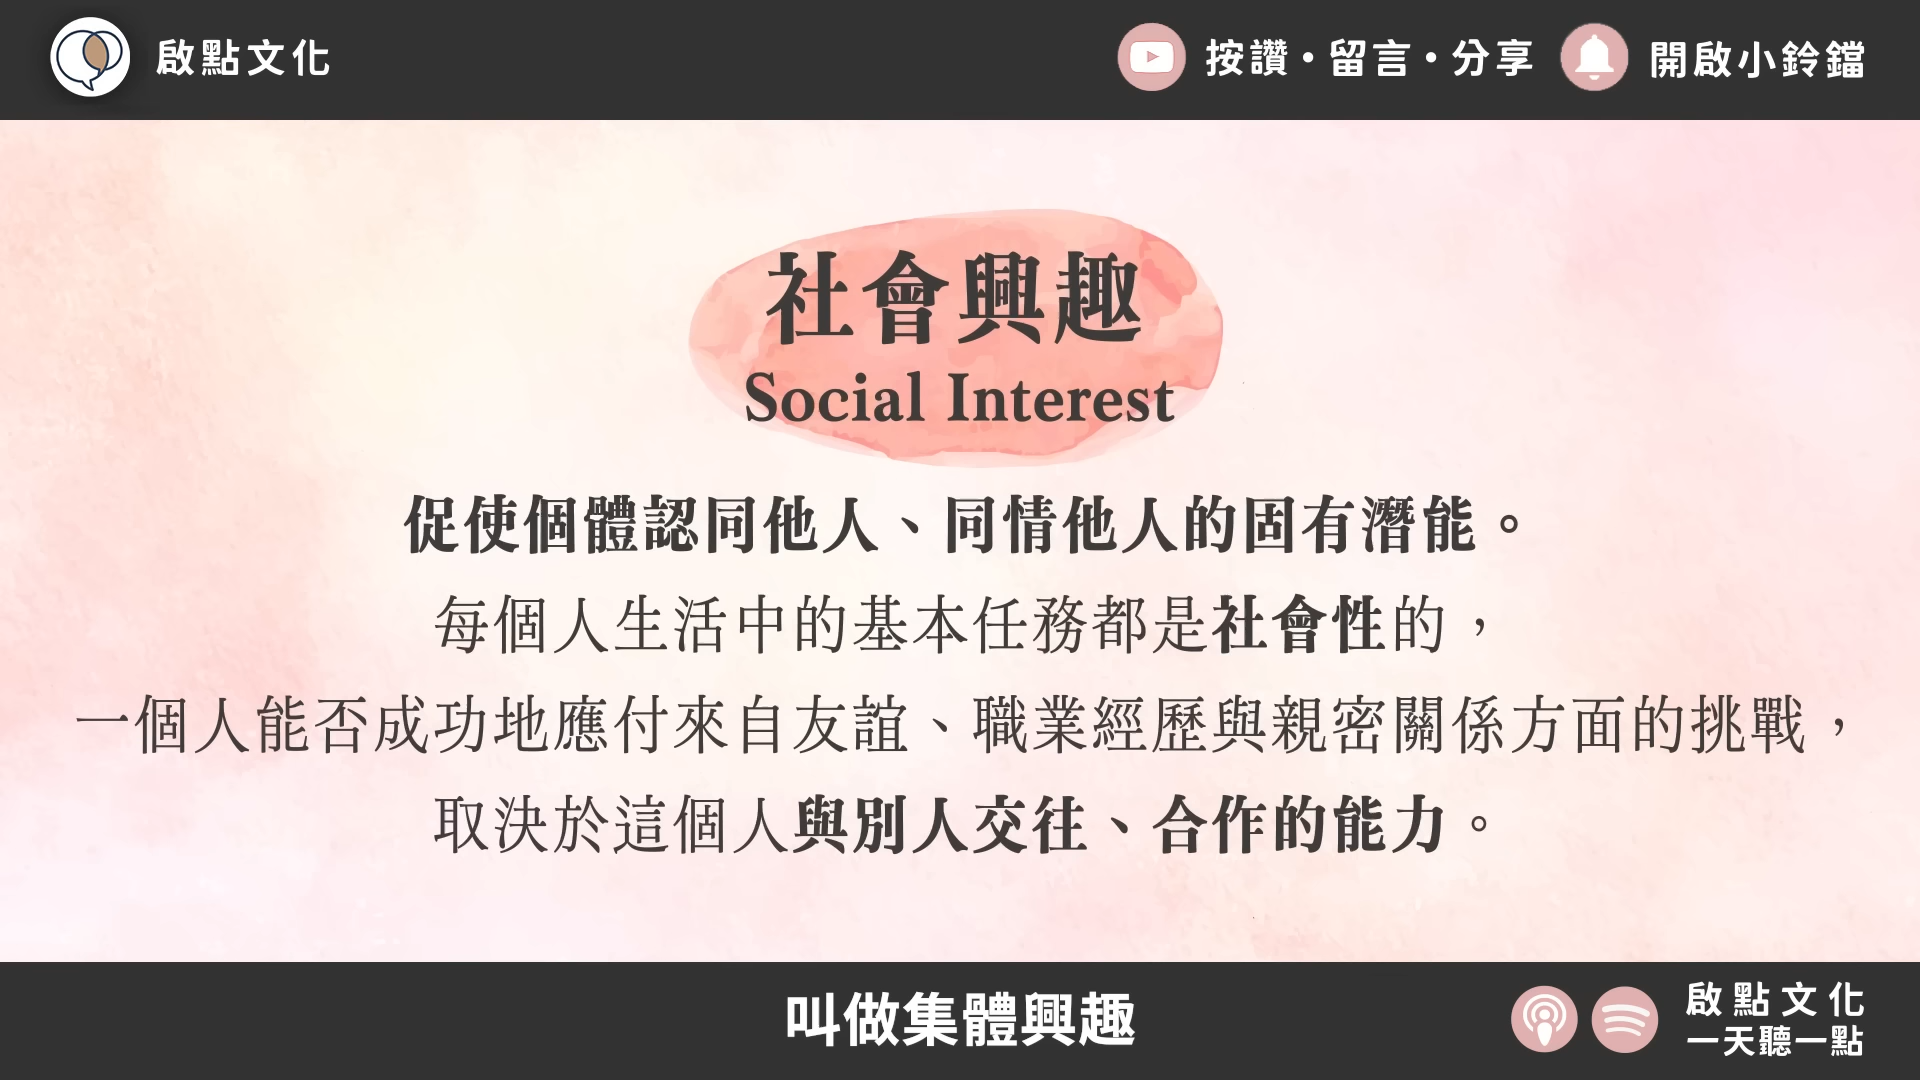 啟點文化
按讚・留言・分享
開啟小鈴鐺
社會興趣
Social Interest
促使個體認同他人、同情他人的固有潛能。
每個人生活中的基本任務都是社會性的，
一個人能否成功地應付來自友誼、職業經歷與親密關係方面的挑戰，
取決於這個人與別人交往、合作的能力。
叫做集體興趣
啟點文化
一天聽一點